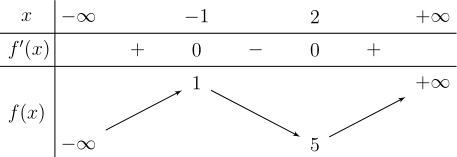 x −∞ −1 2 +∞
f′(x) + 0 − 0 +
1 +∞
f(x)
−∞ 5